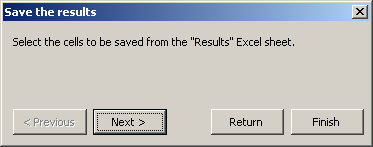 Save the results
Select the cells to be saved from the "Results" Excel sheet.
< Previous
Next >
Return
Finish